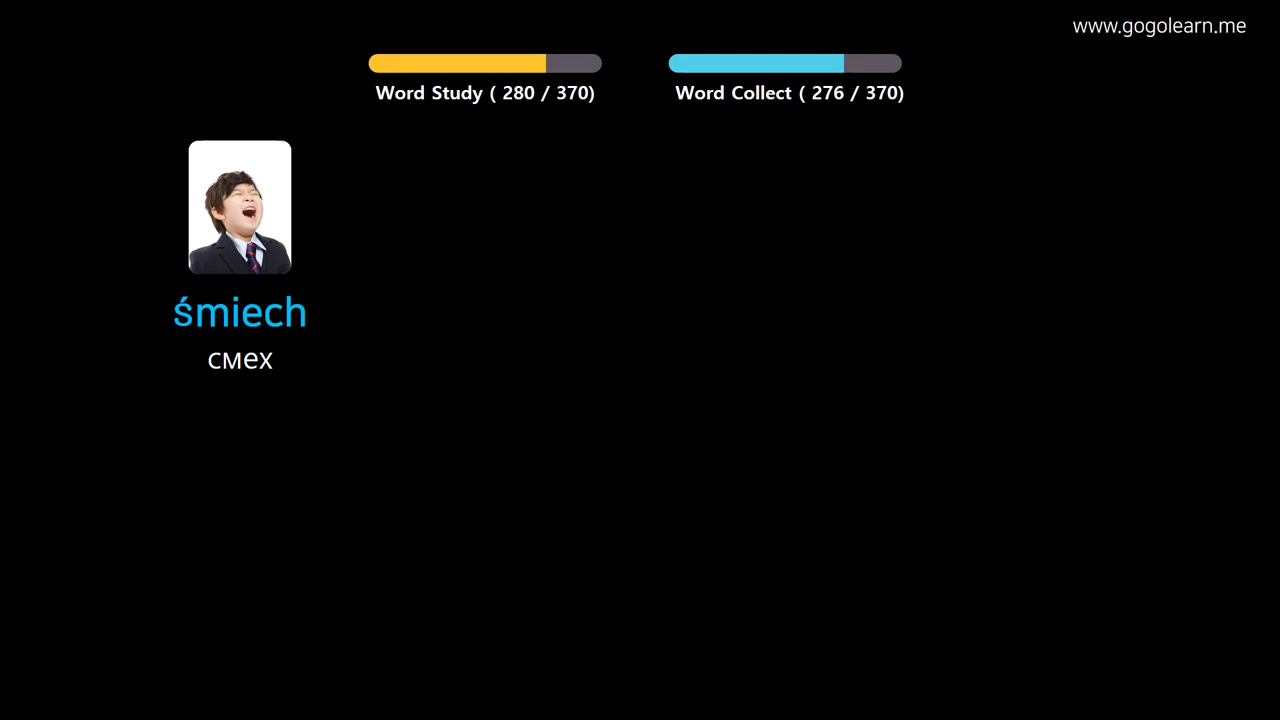 www.gogolearn.me
Word Study ( 280 / 370)
Word Collect ( 276 / 370)
śmiech
смех